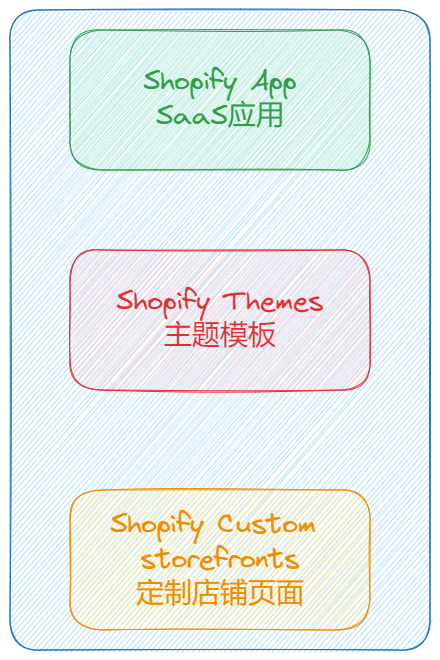 Shopify App
SaaS应用
Shopify Themes
主题模板
Shopify Custom
storefronts
定制店铺页面